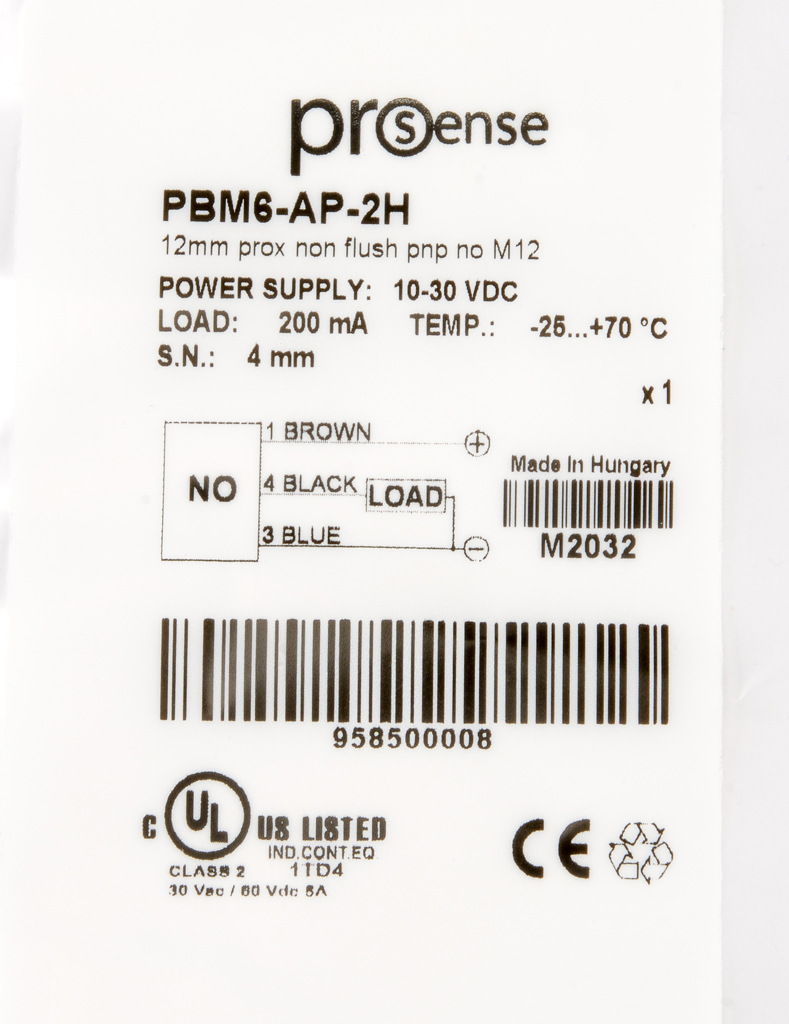 prosense
PBM6-AP-2H
12mm prox non flush pnp no M12
POWER SUPPLY: 10-30 VDC
LOAD: 200 mA TEMP.: -25...+70 °C
S.N.: 4 mm
x 1
1 BROWN +
NO 4 BLACK LOAD
3 BLUE −
Made In Hungary
M2032
958500008
C UL US LISTED
IND.CONT.EQ
CLASS 2 1TD4
30 Vac / 60 Vdc 5A
CE